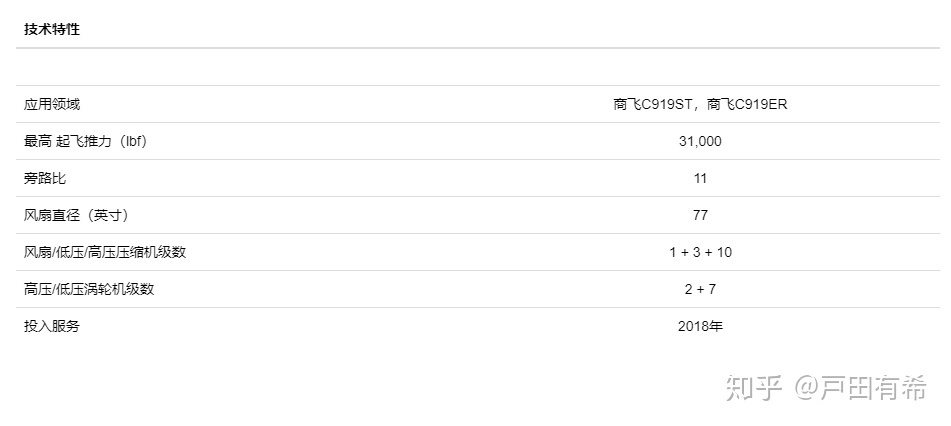 技术特性
应用领域 商飞C919ST，商飞C919ER
最高 起飞推力（lbf） 31,000
旁路比 11
风扇直径（英寸） 77
风扇/低压/高压压缩机级数 1 + 3 + 10
高压/低压涡轮机级数 2 + 7
投入服务 2018年
知乎 @戸田有希